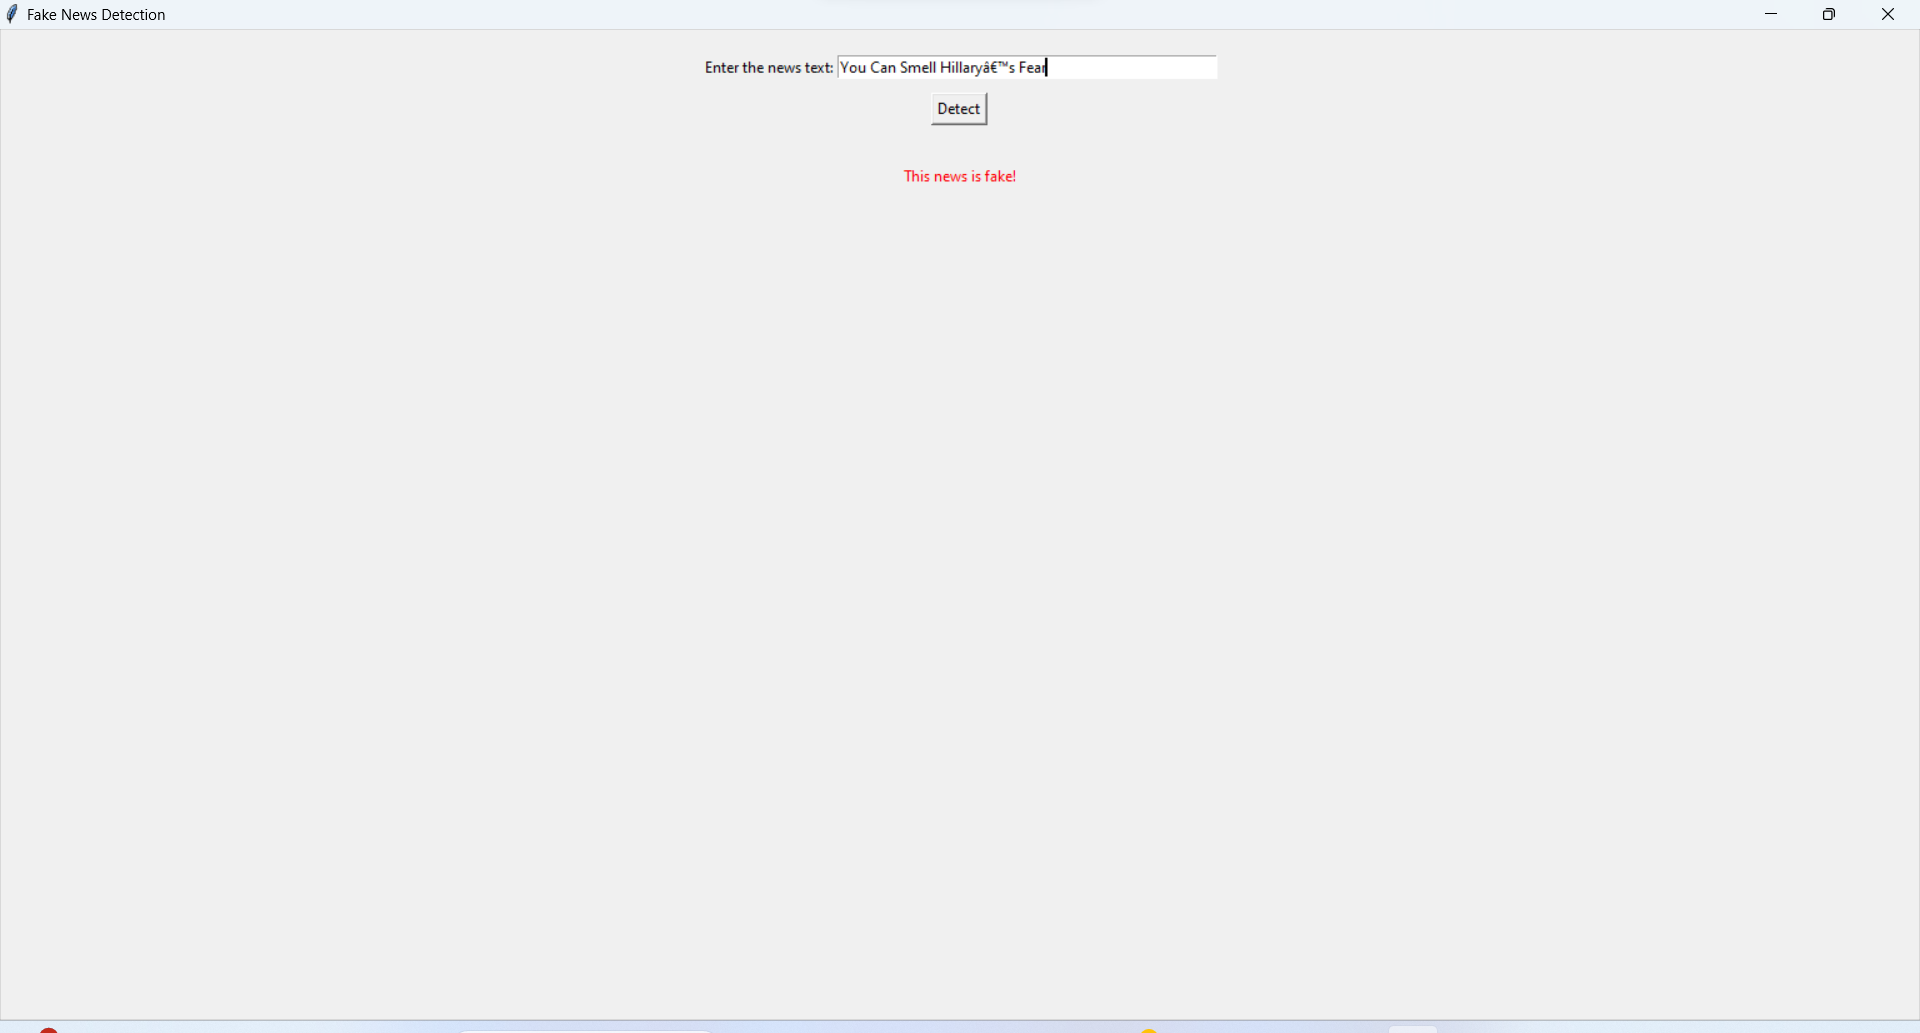 Fake News Detection
Enter the news text: You Can Smell Hillaryâ€™s Fear
Detect
This news is fake!